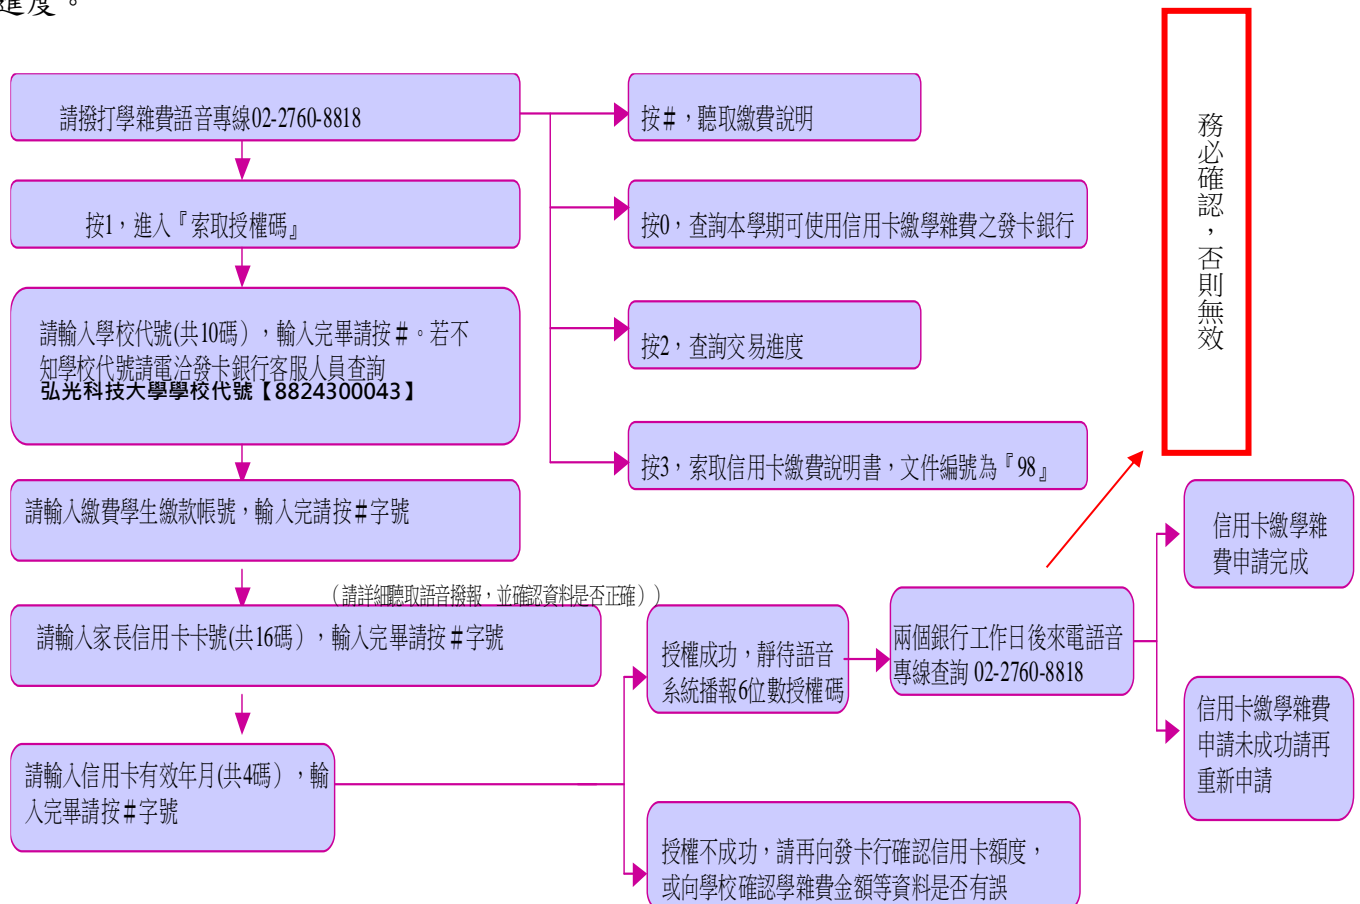 進度。
請撥打學雜費語音專線02-2760-8818
按1，進入『索取授權碼』
請輸入學校代號(共10碼），輸入完畢請按＃。若不
知學校代號請電洽發卡銀行客服人員查詢
弘光科技大學學校代號【8824300043】
請輸入繳費學生繳款帳號，輸入完請按＃字號
（請詳細聽取語音撥報，並確認資料是否正確））
請輸入家長信用卡卡號(共16碼），輸入完畢請按＃字號
請輸入信用卡有效年月(共4碼），輸
入完畢請按＃字號
按＃，聽取繳費說明
按0，查詢本學期可使用信用卡繳學雜費之發卡銀行
按2，查詢交易進度
按3，索取信用卡繳費說明書，文件編號為『98』
授權成功，靜待語音
系統播報6位數授權碼
授權不成功，請再向發卡行確認信用卡額度，
或向學校確認學雜費金額等資料是否有誤
兩個銀行工作日後來電語音
專線查詢 02-2760-8818
務必確認，否則無效
信用卡繳學雜
費申請完成
信用卡繳學雜費
申請未成功請再
重新申請